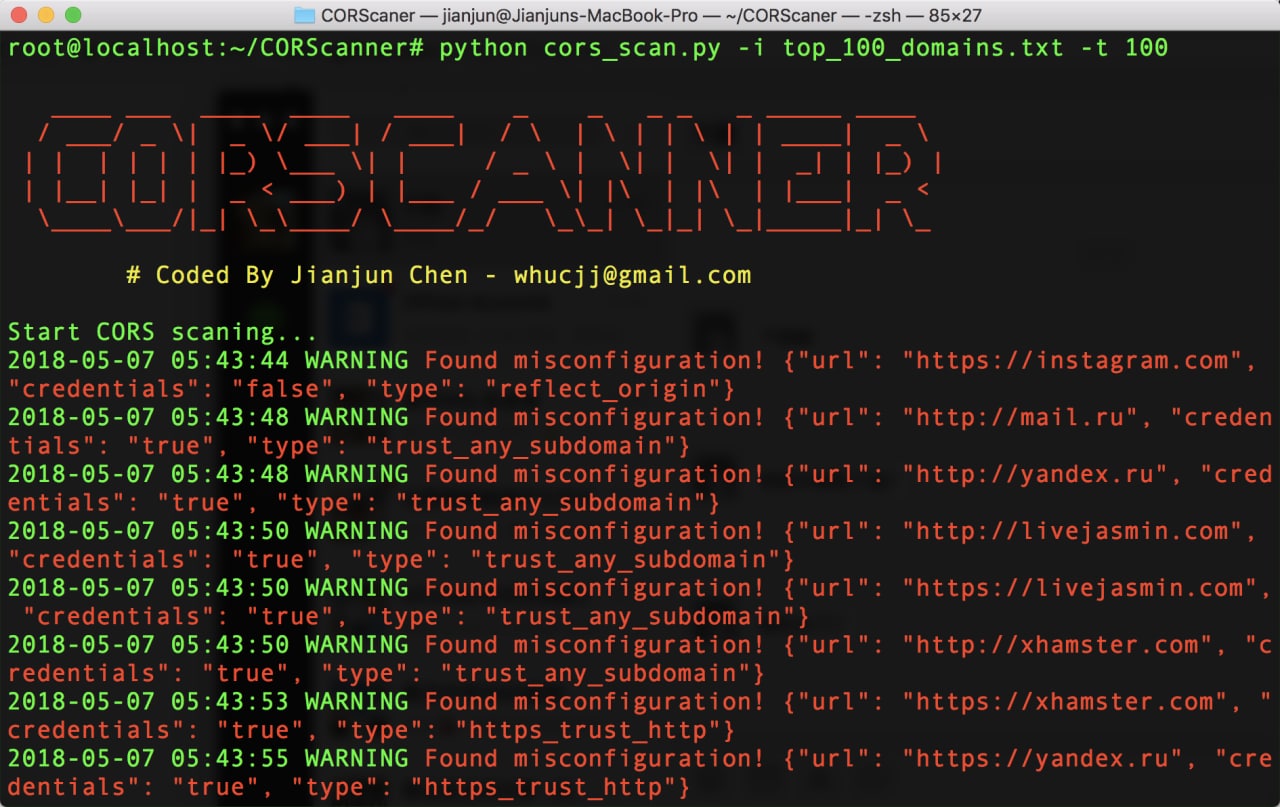 CORScaner — jianjun@Jianjuns-MacBook-Pro — ~/CORScaner — -zsh — 85×27
root@localhost:~/CORScanner# python cors_scan.py -i top_100_domains.txt -t 100
CORSCANNER
# Coded By Jianjun Chen - whucjj@gmail.com
Start CORS scaning...
2018-05-07 05:43:44 WARNING Found misconfiguration! {"url": "https://instagram.com",
"credentials": "false", "type": "reflect_origin"}
2018-05-07 05:43:48 WARNING Found misconfiguration! {"url": "http://mail.ru", "creden
tials": "true", "type": "trust_any_subdomain"}
2018-05-07 05:43:48 WARNING Found misconfiguration! {"url": "http://yandex.ru", "cred
entials": "true", "type": "trust_any_subdomain"}
2018-05-07 05:43:50 WARNING Found misconfiguration! {"url": "http://livejasmin.com",
"credentials": "true", "type": "trust_any_subdomain"}
2018-05-07 05:43:50 WARNING Found misconfiguration! {"url": "https://livejasmin.com",
"credentials": "true", "type": "trust_any_subdomain"}
2018-05-07 05:43:50 WARNING Found misconfiguration! {"url": "http://xhamster.com", "c
redentials": "true", "type": "trust_any_subdomain"}
2018-05-07 05:43:53 WARNING Found misconfiguration! {"url": "https://xhamster.com", "
credentials": "true", "type": "https_trust_http"}
2018-05-07 05:43:55 WARNING Found misconfiguration! {"url": "https://yandex.ru", "cre
dentials": "true", "type": "https_trust_http"}